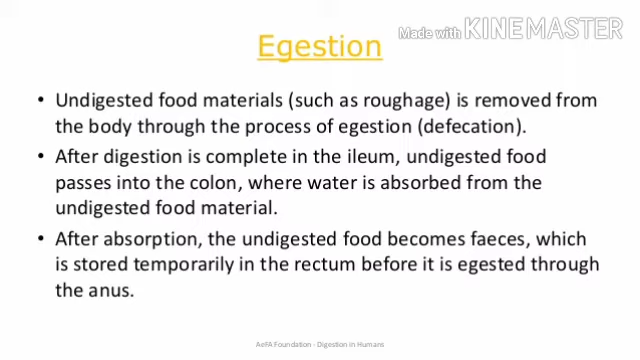 Made with KINEMASTER
Egestion
• Undigested food materials (such as roughage) is removed from
the body through the process of egestion (defecation).
• After digestion is complete in the ileum, undigested food
passes into the colon, where water is absorbed from the
undigested food material.
• After absorption, the undigested food becomes faeces, which
is stored temporarily in the rectum before it is egested through
the anus.
AeFA Foundation - Digestion in Humans